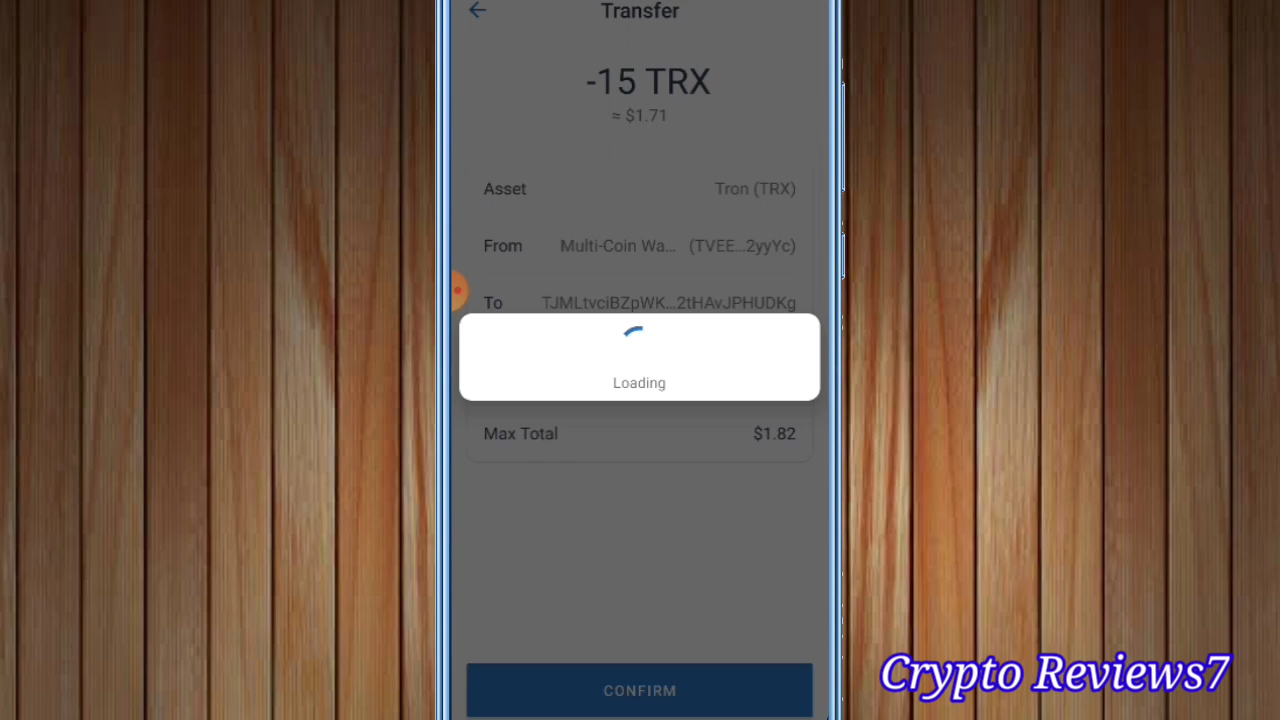 Transfer
-15 TRX
≈ $1.71
Asset Tron (TRX)
From Multi-Coin Wa... (TVEE...2yyYc)
To TJMLtvciBZpWK...2tHAvJPHUDKg
Loading
Max Total $1.82
CONFIRM
Crypto Reviews7